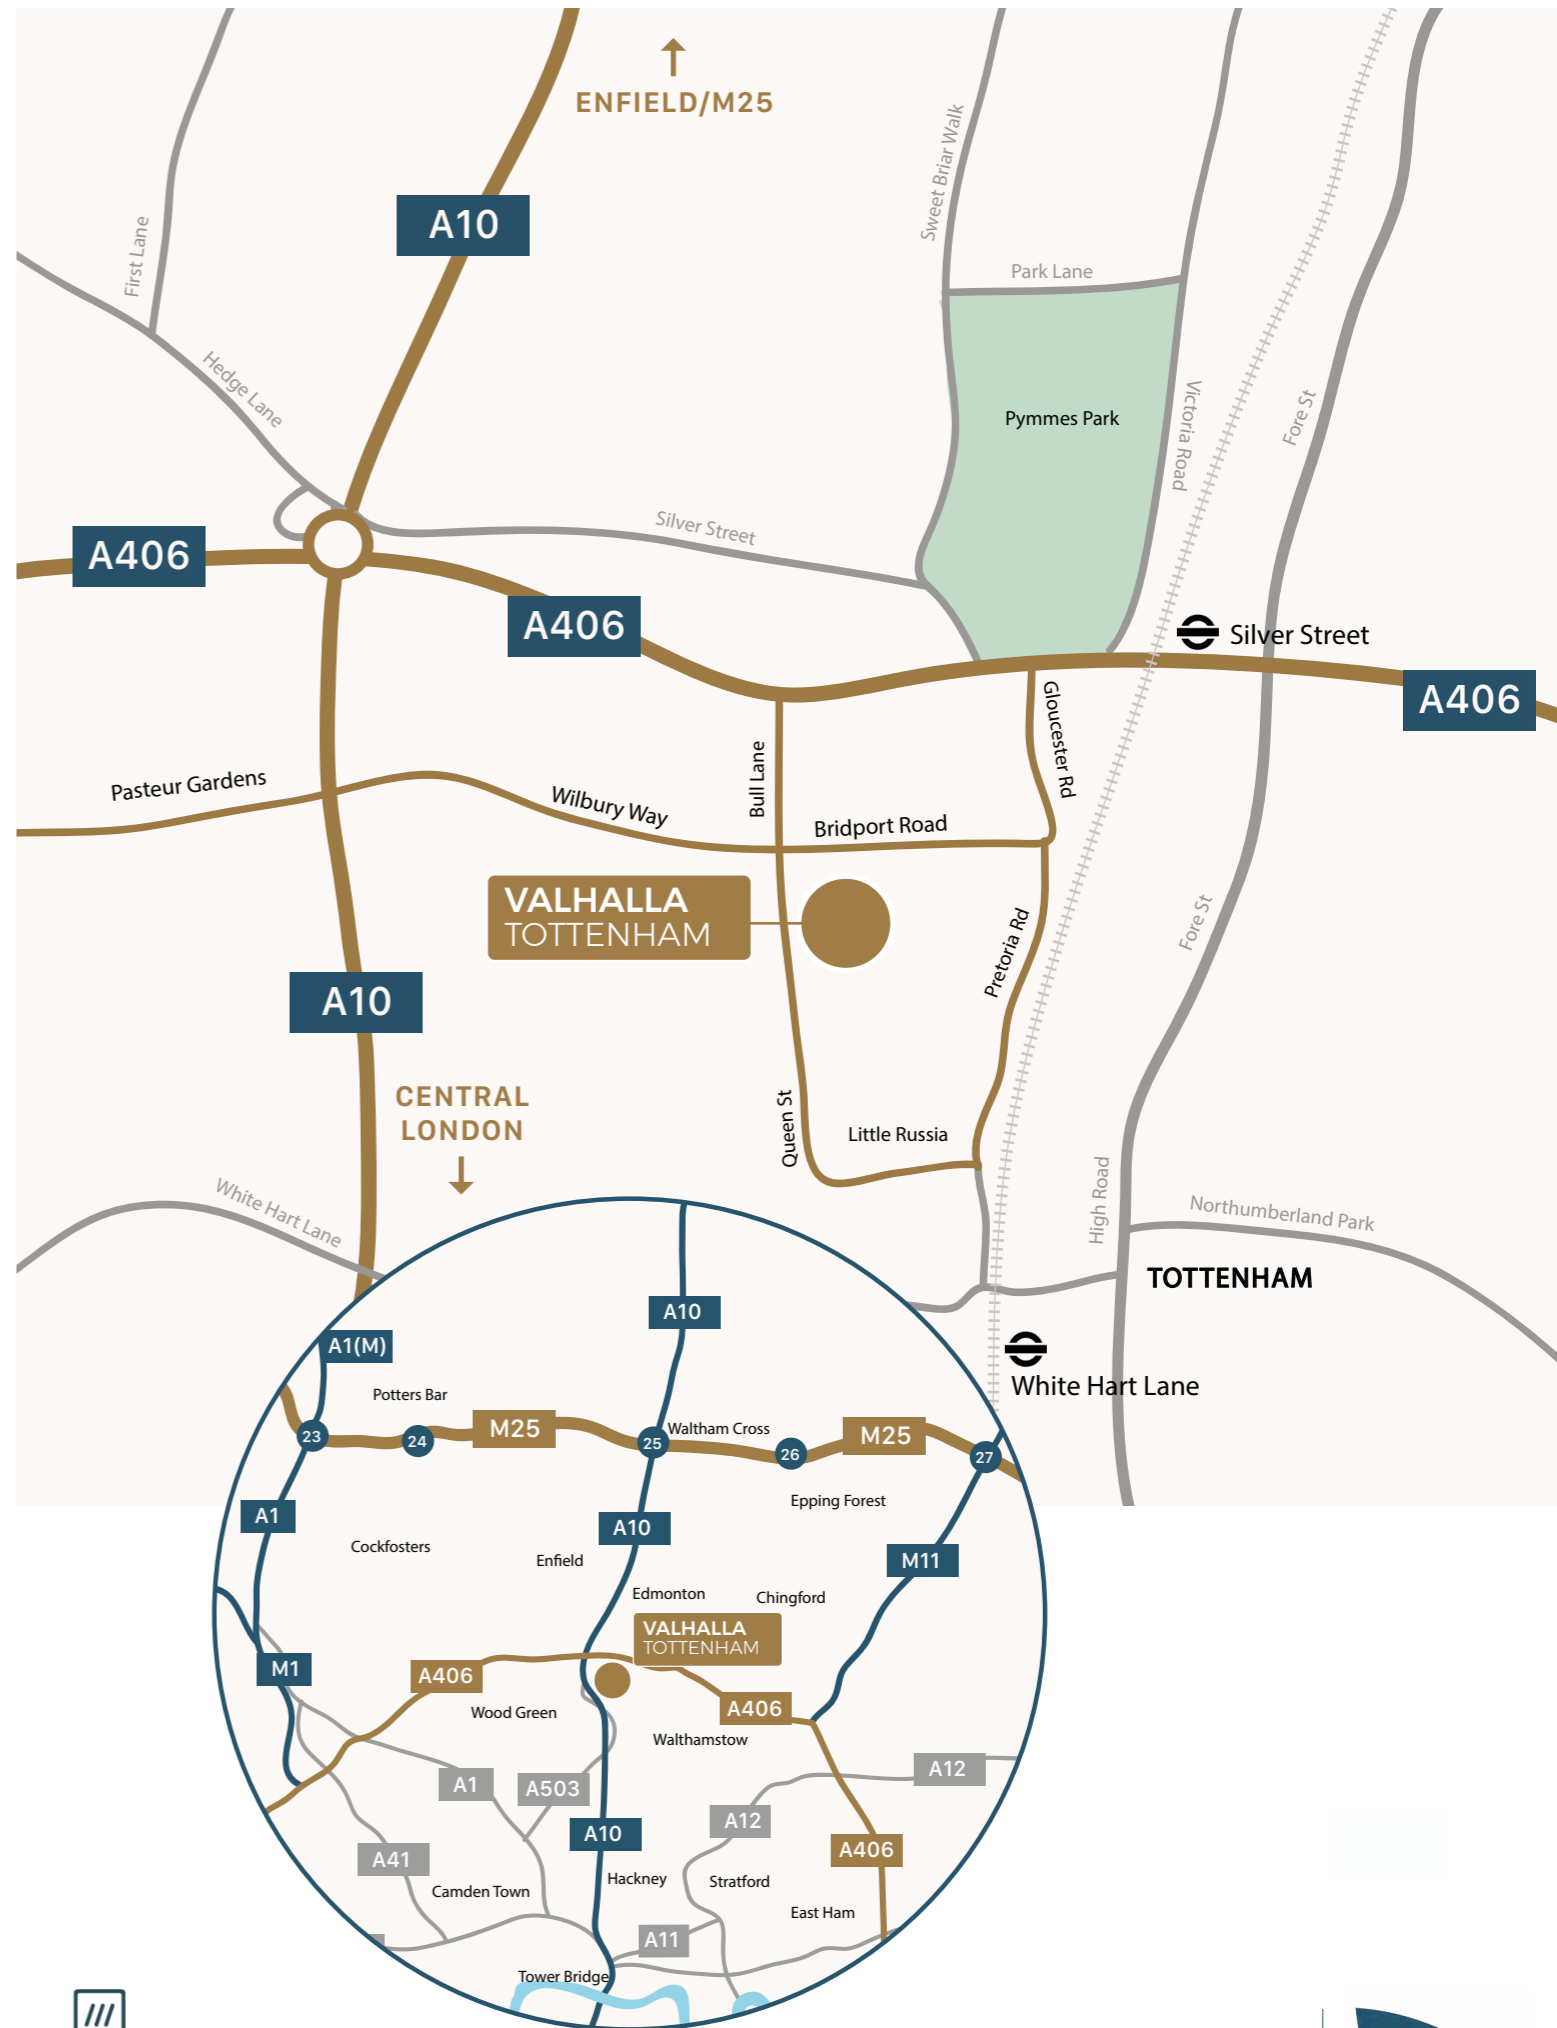 ENFIELD/M25
A10
Sweet Briar Walk
First Lane
Park Lane
Hedge Lane
Pymmes Park
Victoria Road
Fore St
Silver Street
A406
A406
Silver Street
A406
Gloucester Rd
Bull Lane
Pasteur Gardens
Wilbury Way
Bridport Road
VALHALLA
TOTTENHAM
Pretoria Rd
Fore St
A10
CENTRAL
LONDON
Queen St
Little Russia
High Road
White Hart Lane
Northumberland Park
TOTTENHAM
White Hart Lane
A10
A1(M)
Potters Bar
M25
Waltham Cross
M25
23
24
25
26
27
Epping Forest
A1
A10
Cockfosters
Enfield
M11
Edmonton
Chingford
VALHALLA
TOTTENHAM
M1
A406
Wood Green
A406
Walthamstow
A12
A1
A503
A12
A10
A406
A41
Hackney
Stratford
Camden Town
East Ham
A11
Tower Bridge